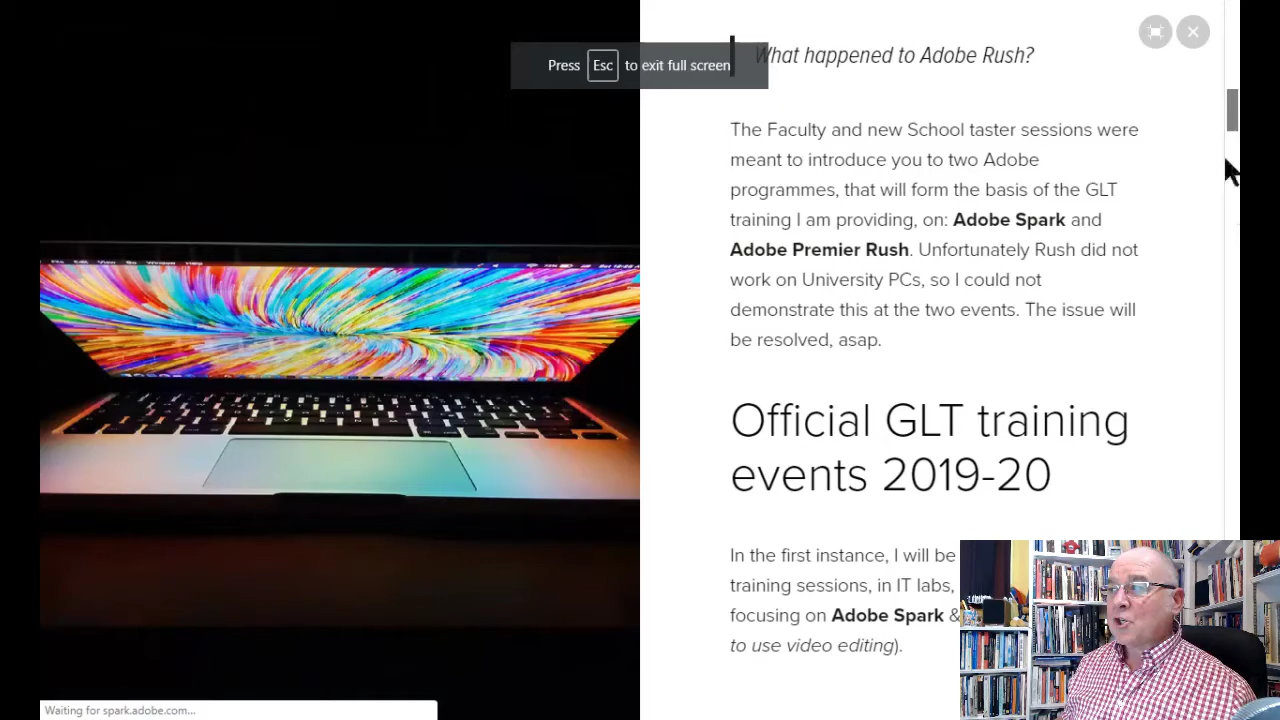 What happened to Adobe Rush?
Press Esc to exit full screen
The Faculty and new School taster sessions were
meant to introduce you to two Adobe
programmes, that will form the basis of the GLT
training I am providing, on: Adobe Spark and
Adobe Premier Rush. Unfortunately Rush did not
work on University PCs, so I could not
demonstrate this at the two events. The issue will
be resolved, asap.
Official GLT training
events 2019-20
In the first instance, I will be
training sessions, in IT labs,
focusing on Adobe Spark &
to use video editing).
Waiting for spark.adobe.com...